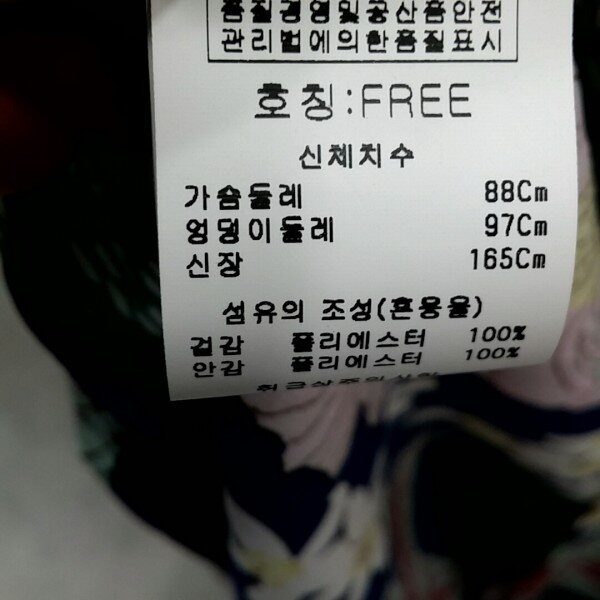 품질경영및공산품안전
관리법에의한품질표시
호칭:FREE
신체치수
가슴둘레 88Cm
엉덩이둘레 97Cm
신장 165Cm
섬유의 조성(혼용율)
겉감 폴리에스터 100%
안감 폴리에스터 100%